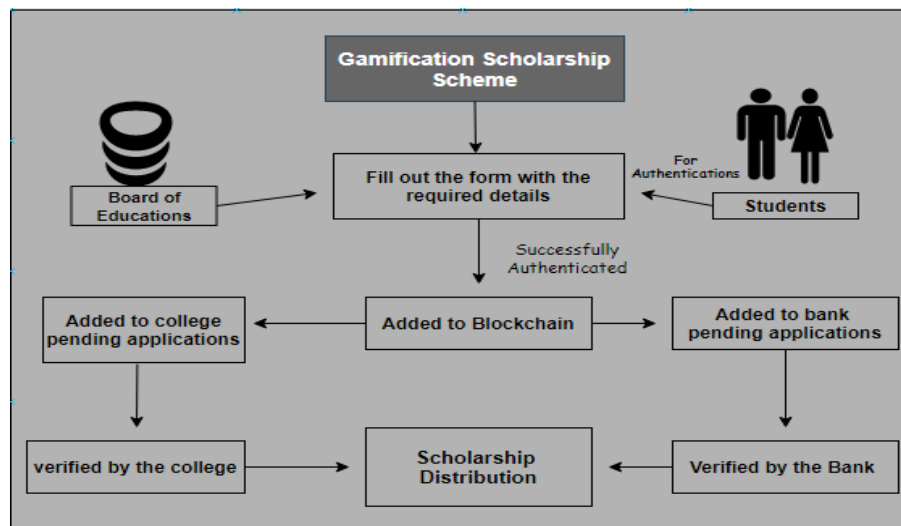 Gamification Scholarship
Scheme
For
Authentications
Fill out the form with the
required details
Board of
Educations
Students
Successfully
Authenticated
Added to college
pending applications
Added to Blockchain
Added to bank
pending applications
verified by the college
Scholarship
Distribution
Verified by the Bank